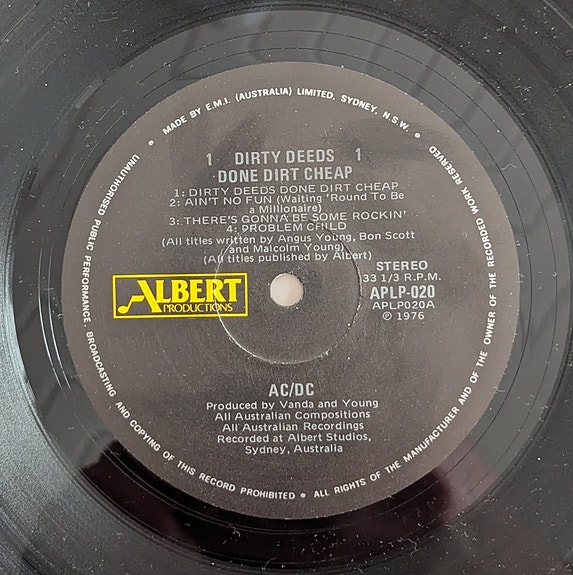 • MADE BY E.M.I. (AUSTRALIA) LIMITED, SYDNEY, N.S.W. •
UNAUTHORISED PUBLIC PERFORMANCE, BROADCASTING AND COPYING OF THIS RECORD PROHIBITED • ALL RIGHTS OF THE MANUFACTURER AND OF THE OWNER OF THE RECORDED WORK RESERVED
1 DIRTY DEEDS 1
DONE DIRT CHEAP
1: DIRTY DEEDS DONE DIRT CHEAP
2: AIN'T NO FUN (Waiting 'Round To Be
a Millionaire)
3: THERE'S GONNA BE SOME ROCKIN'
4: PROBLEM CHILD
(All titles written by Angus Young, Bon Scott
and Malcolm Young)
(All titles published by Albert)
STEREO
33 1/3 R.P.M.
APLP-020
APLP020A
℗ 1976
ALBERT
PRODUCTIONS
AC/DC
Produced by Vanda and Young
All Australian Compositions
All Australian Recordings
Recorded at Albert Studios,
Sydney, Australia